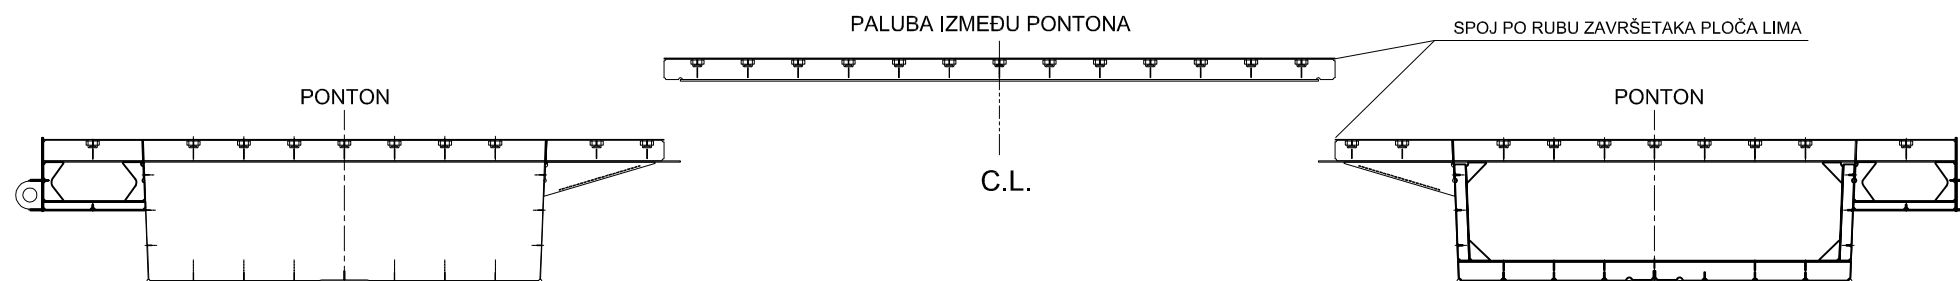 PALUBA IZMEĐU PONTONA
SPOJ PO RUBU ZAVRŠETAKA PLOČA LIMA
PONTON
PONTON
C.L.